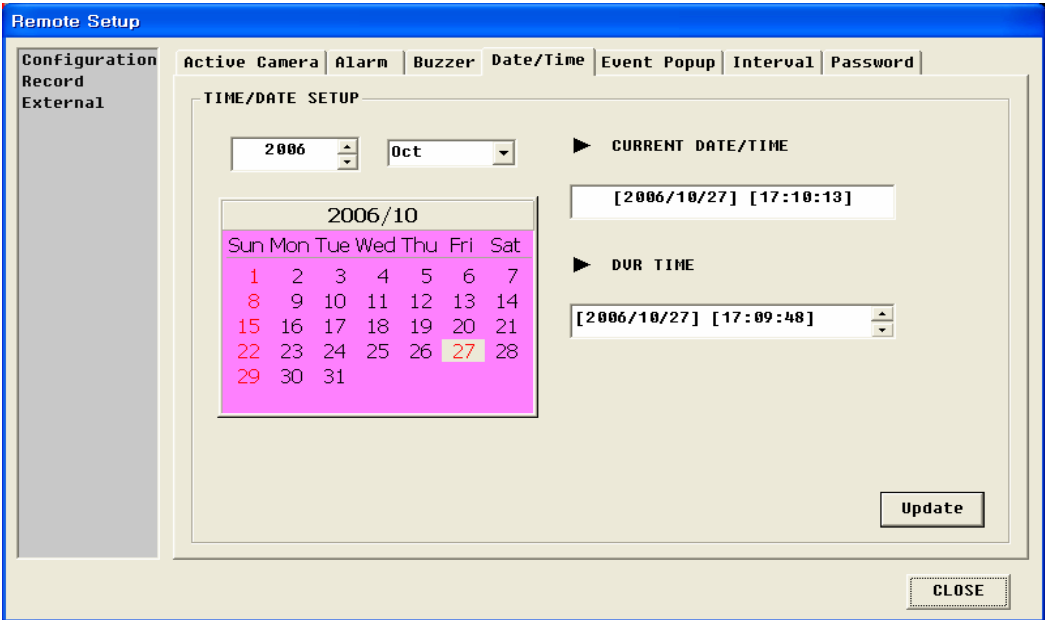 Remote Setup
Configuration
Record
External
Active Camera Alarm Buzzer Date/Time Event Popup Interval Password
TIME/DATE SETUP
2006 Oct
2006/10
Sun Mon Tue Wed Thu Fri Sat
1 2 3 4 5 6 7
8 9 10 11 12 13 14
15 16 17 18 19 20 21
22 23 24 25 26 27 28
29 30 31
CURRENT DATE/TIME
[2006/10/27] [17:10:13]
DVR TIME
[2006/10/27] [17:09:48]
Update
CLOSE